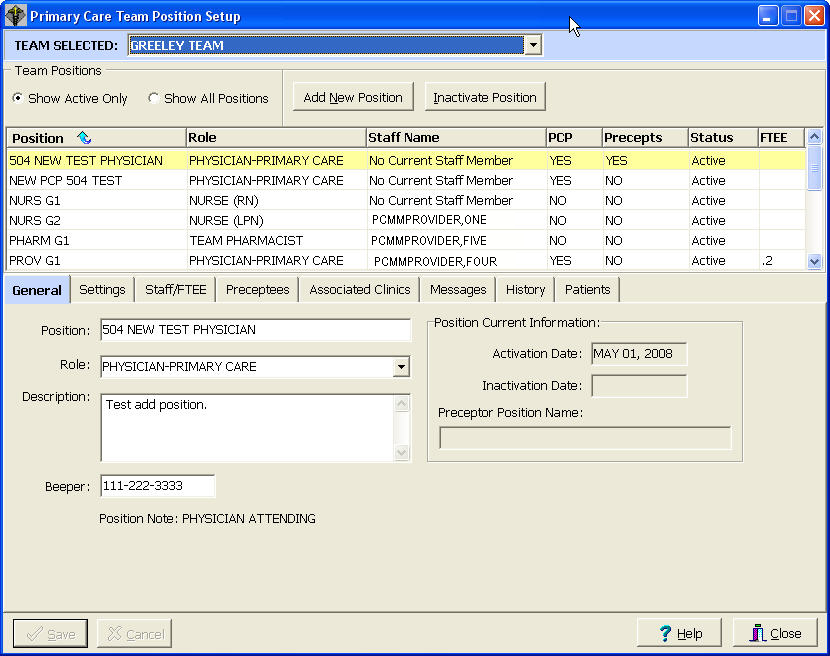 Primary Care Team Position Setup
TEAM SELECTED: GREELEY TEAM
Team Positions
Show Active Only Show All Positions Add New Position Inactivate Position
Position Role Staff Name PCP Precepts Status FTEE
504 NEW TEST PHYSICIAN PHYSICIAN-PRIMARY CARE No Current Staff Member YES YES Active
NEW PCP 504 TEST PHYSICIAN-PRIMARY CARE No Current Staff Member YES NO Active
NURS G1 NURSE (RN) No Current Staff Member NO NO Active
NURS G2 NURSE (LPN) PCMMPROVIDER,ONE NO NO Active
PHARM G1 TEAM PHARMACIST PCMMPROVIDER,FIVE NO NO Active
PROV G1 PHYSICIAN-PRIMARY CARE PCMMPROVIDER,FOUR YES NO Active .2
General Settings Staff/FTEE Preceptees Associated Clinics Messages History Patients
Position: 504 NEW TEST PHYSICIAN
Role: PHYSICIAN-PRIMARY CARE
Description: Test add position.
Beeper: 111-222-3333
Position Note: PHYSICIAN ATTENDING
Position Current Information:
Activation Date: MAY 01, 2008
Inactivation Date:
Preceptor Position Name:
Save Cancel Help Close